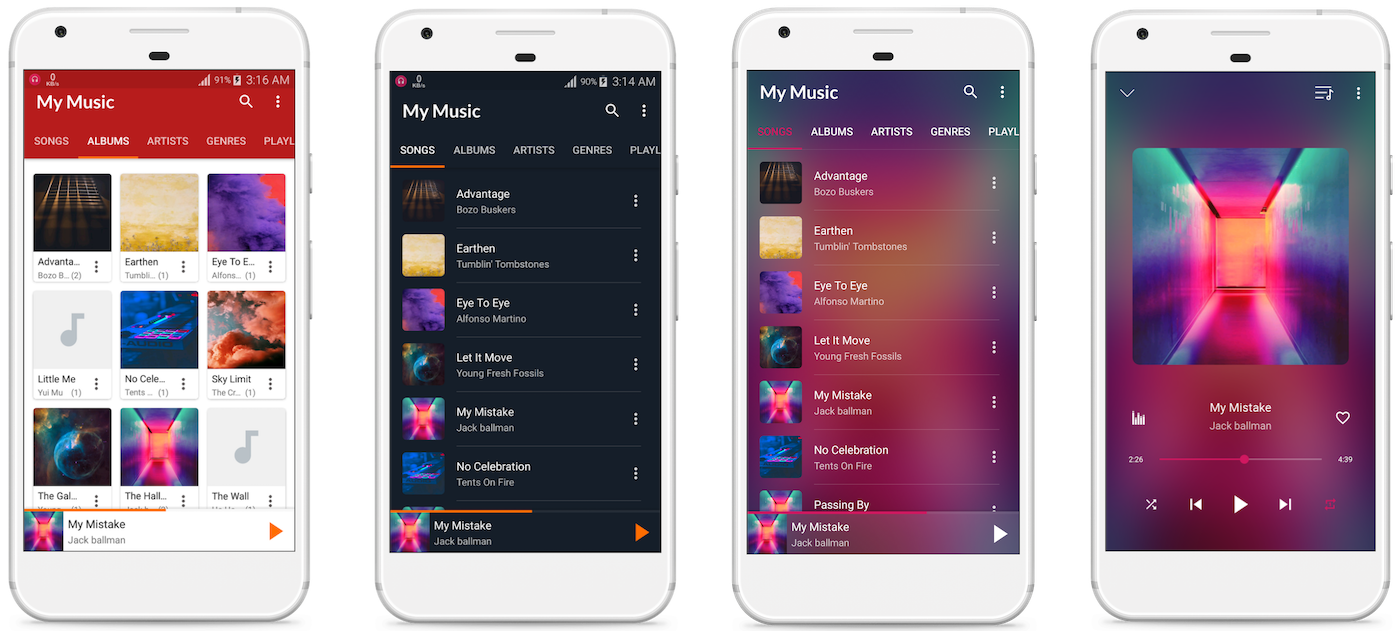 0
KB/s
91%
3:16 AM
My Music
SONGS ALBUMS ARTISTS GENRES PLAYL
Advanta...
Bozo B... (2)
Earthen
Tumbli... (1)
Eye To E...
Alfons... (1)
Little Me
Yui Mu (1)
No Cele...
Tents ... (1)
Sky Limit
The Cr... (1)
The Gal...
The Hall...
The Wall
My Mistake
Jack ballman
0
KB/s
90%
3:14 AM
My Music
SONGS ALBUMS ARTISTS GENRES PLAYL
Advantage
Bozo Buskers
Earthen
Tumblin' Tombstones
Eye To Eye
Alfonso Martino
Let It Move
Young Fresh Fossils
My Mistake
Jack ballman
No Celebration
Tents On Fire
My Mistake
Jack ballman
My Music
SONGS ALBUMS ARTISTS GENRES PLAYL
Advantage
Bozo Buskers
Earthen
Tumblin' Tombstones
Eye To Eye
Alfonso Martino
Let It Move
Young Fresh Fossils
My Mistake
Jack ballman
No Celebration
Tents On Fire
Passing By
My Mistake
Jack ballman
My Mistake
Jack ballman
2:26
4:39